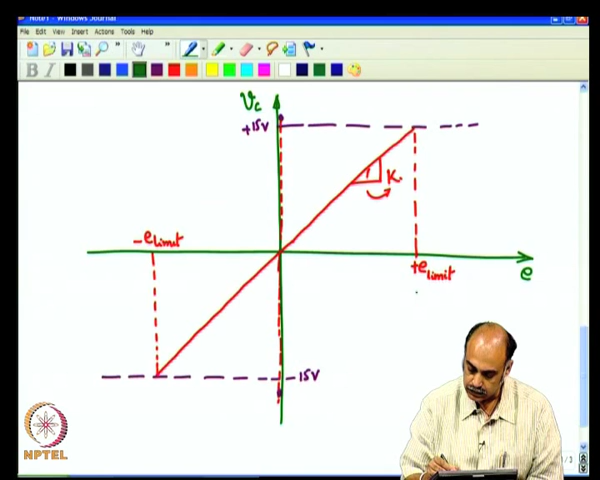 Note1 - Windows Journal
File Edit View Insert Actions Tools Help
B I
Vc
+15V
K
-elimit
+elimit
e
-15V
NPTEL